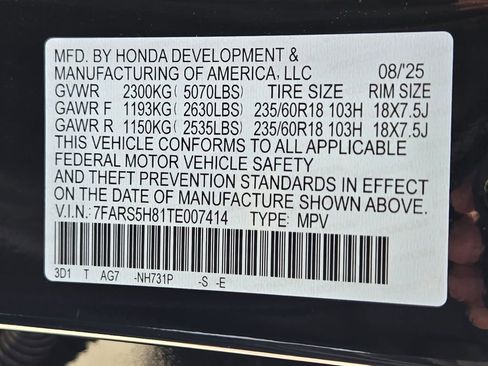 MFD. BY HONDA DEVELOPMENT &
MANUFACTURING OF AMERICA, LLC 08/'25
GVWR 2300KG ( 5070LBS) TIRE SIZE RIM SIZE
GAWR F 1193KG ( 2630LBS) 235/60R18 103H 18X7.5J
GAWR R 1150KG ( 2535LBS) 235/60R18 103H 18X7.5J
THIS VEHICLE CONFORMS TO ALL APPLICABLE
FEDERAL MOTOR VEHICLE SAFETY
AND THEFT PREVENTION STANDARDS IN EFFECT
ON THE DATE OF MANUFACTURE SHOWN ABOVE.
V.I.N.: 7FARS5H81TE007414 TYPE: MPV
3D1 T AG7 -NH731P -S -E